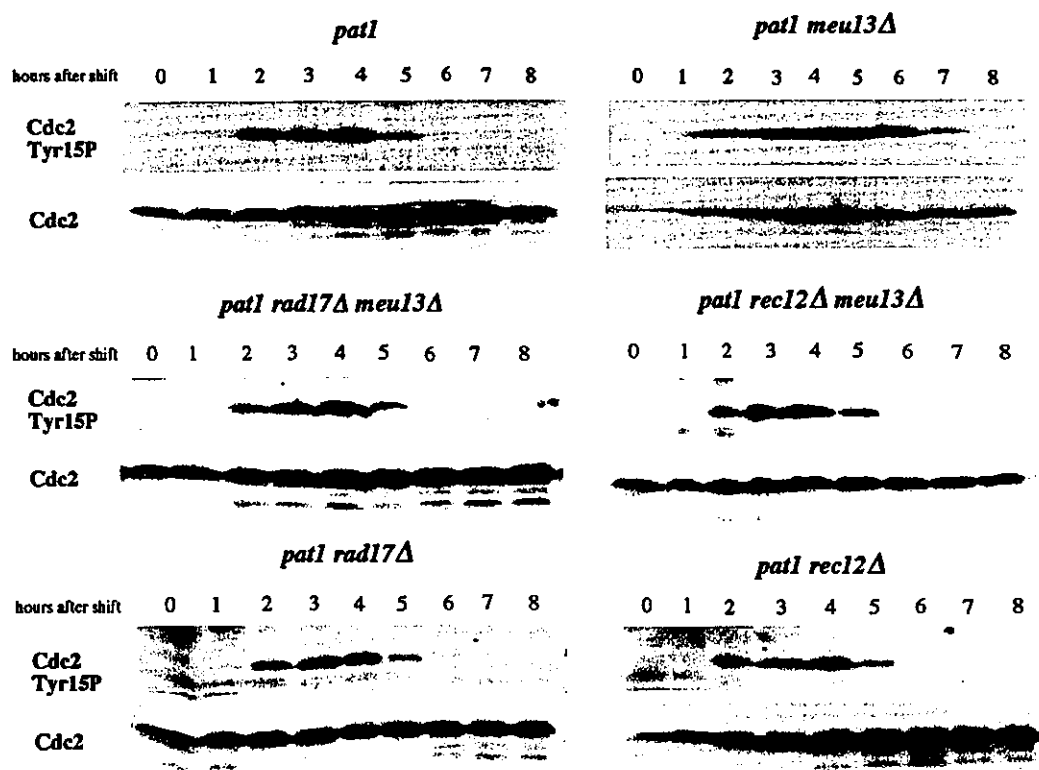 pat1
pat1 meu13Δ
hours after shift 0 1 2 3 4 5 6 7 8
0 1 2 3 4 5 6 7 8
Cdc2
Tyr15P
Cdc2
pat1 rad17Δ meu13Δ
pat1 rec12Δ meu13Δ
hours after shift 0 1 2 3 4 5 6 7 8
0 1 2 3 4 5 6 7 8
Cdc2
Tyr15P
Cdc2
pat1 rad17Δ
pat1 rec12Δ
hours after shift 0 1 2 3 4 5 6 7 8
0 1 2 3 4 5 6 7 8
Cdc2
Tyr15P
Cdc2